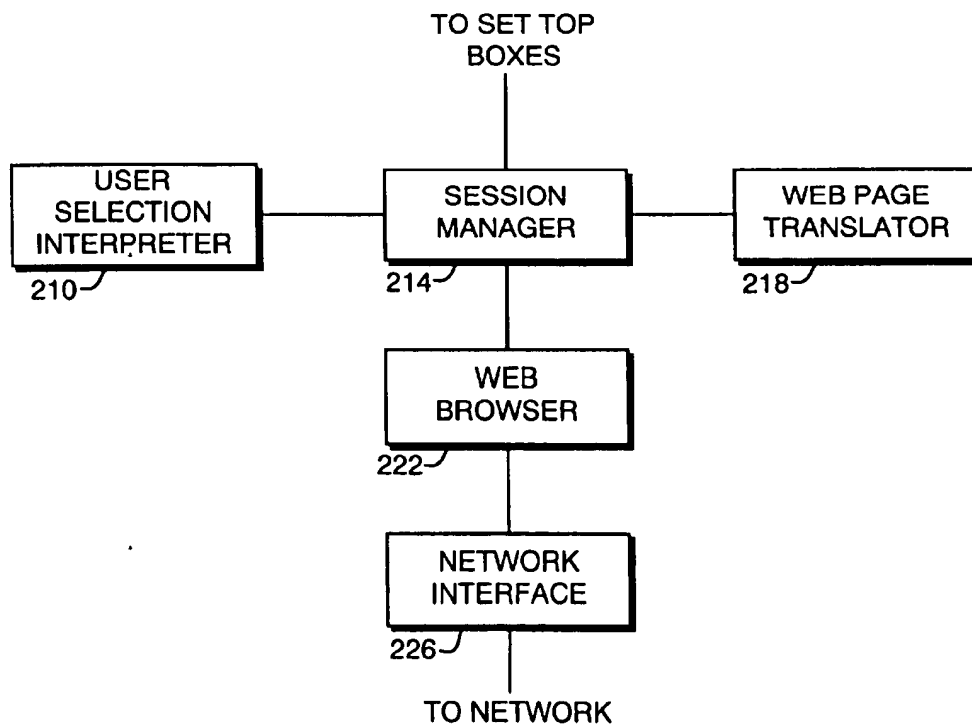 TO SET TOP
BOXES
USER
SELECTION
INTERPRETER
210
SESSION
MANAGER
214
WEB PAGE
TRANSLATOR
218
WEB
BROWSER
222
NETWORK
INTERFACE
226
TO NETWORK